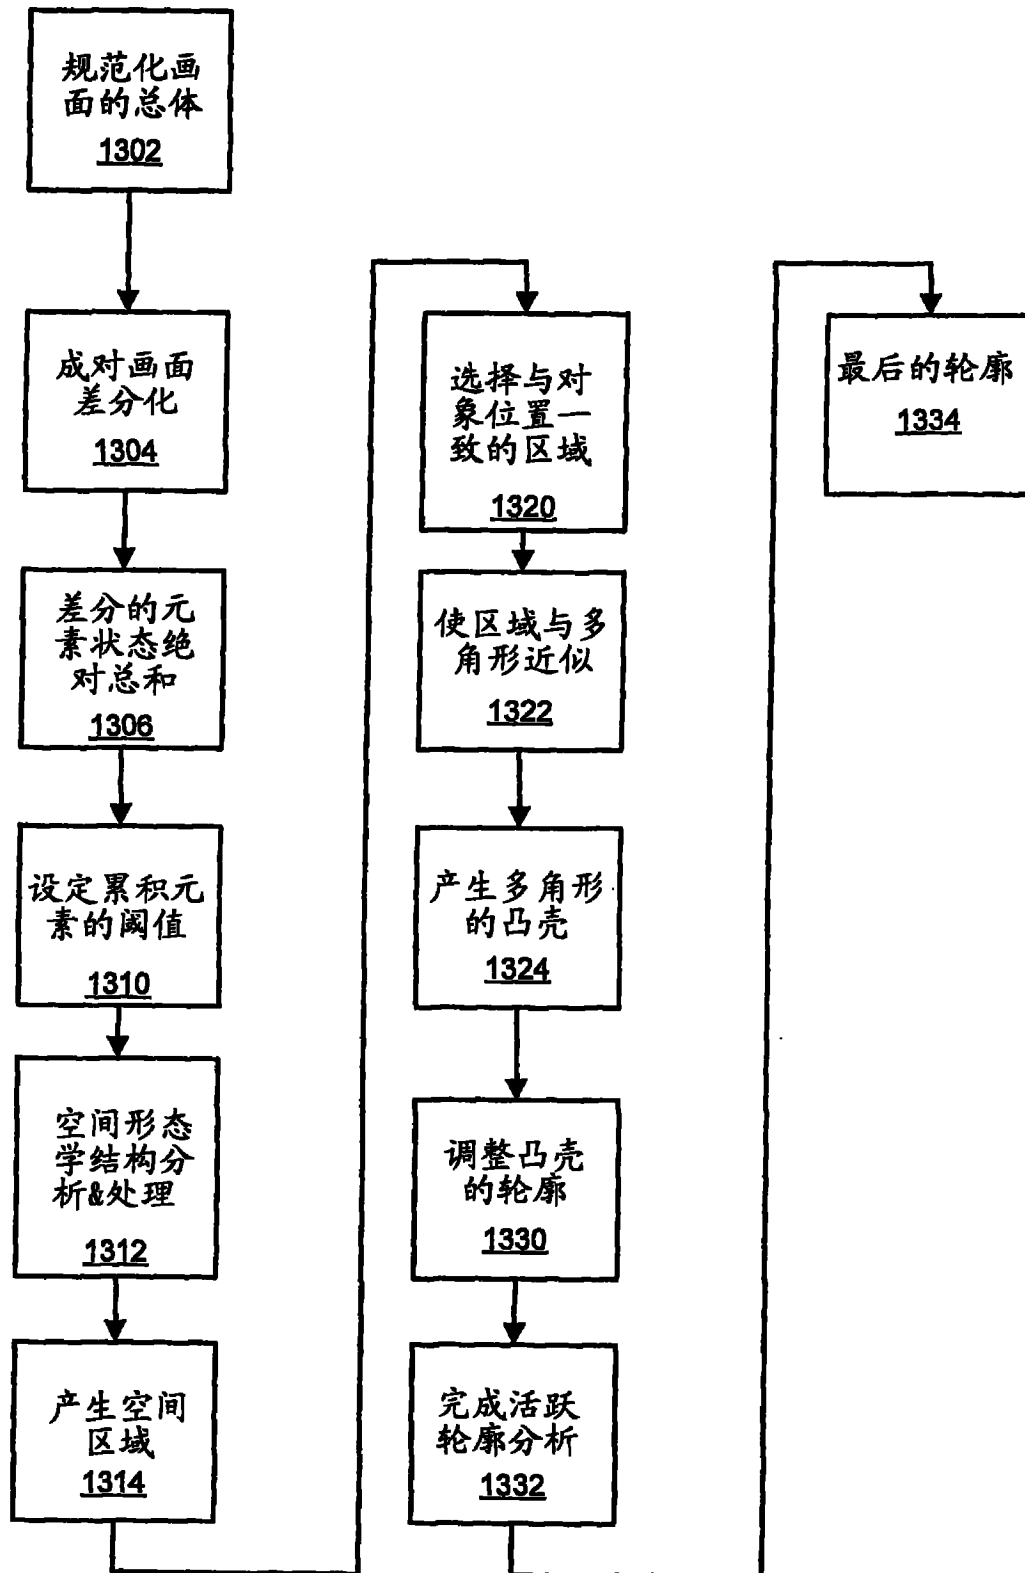 规范化画
面的总体
1302
成对画面
差分化
1304
差分的元
素状态绝
对总和
1306
设定累积元
素的阈值
1310
空间形态
学结构分
析&处理
1312
产生空间
区域
1314
选择与对
象位置一
致的区域
1320
使区域与多
角形近似
1322
产生多角形
的凸壳
1324
调整凸壳
的轮廓
1330
完成活跃
轮廓分析
1332
最后的轮廓
1334